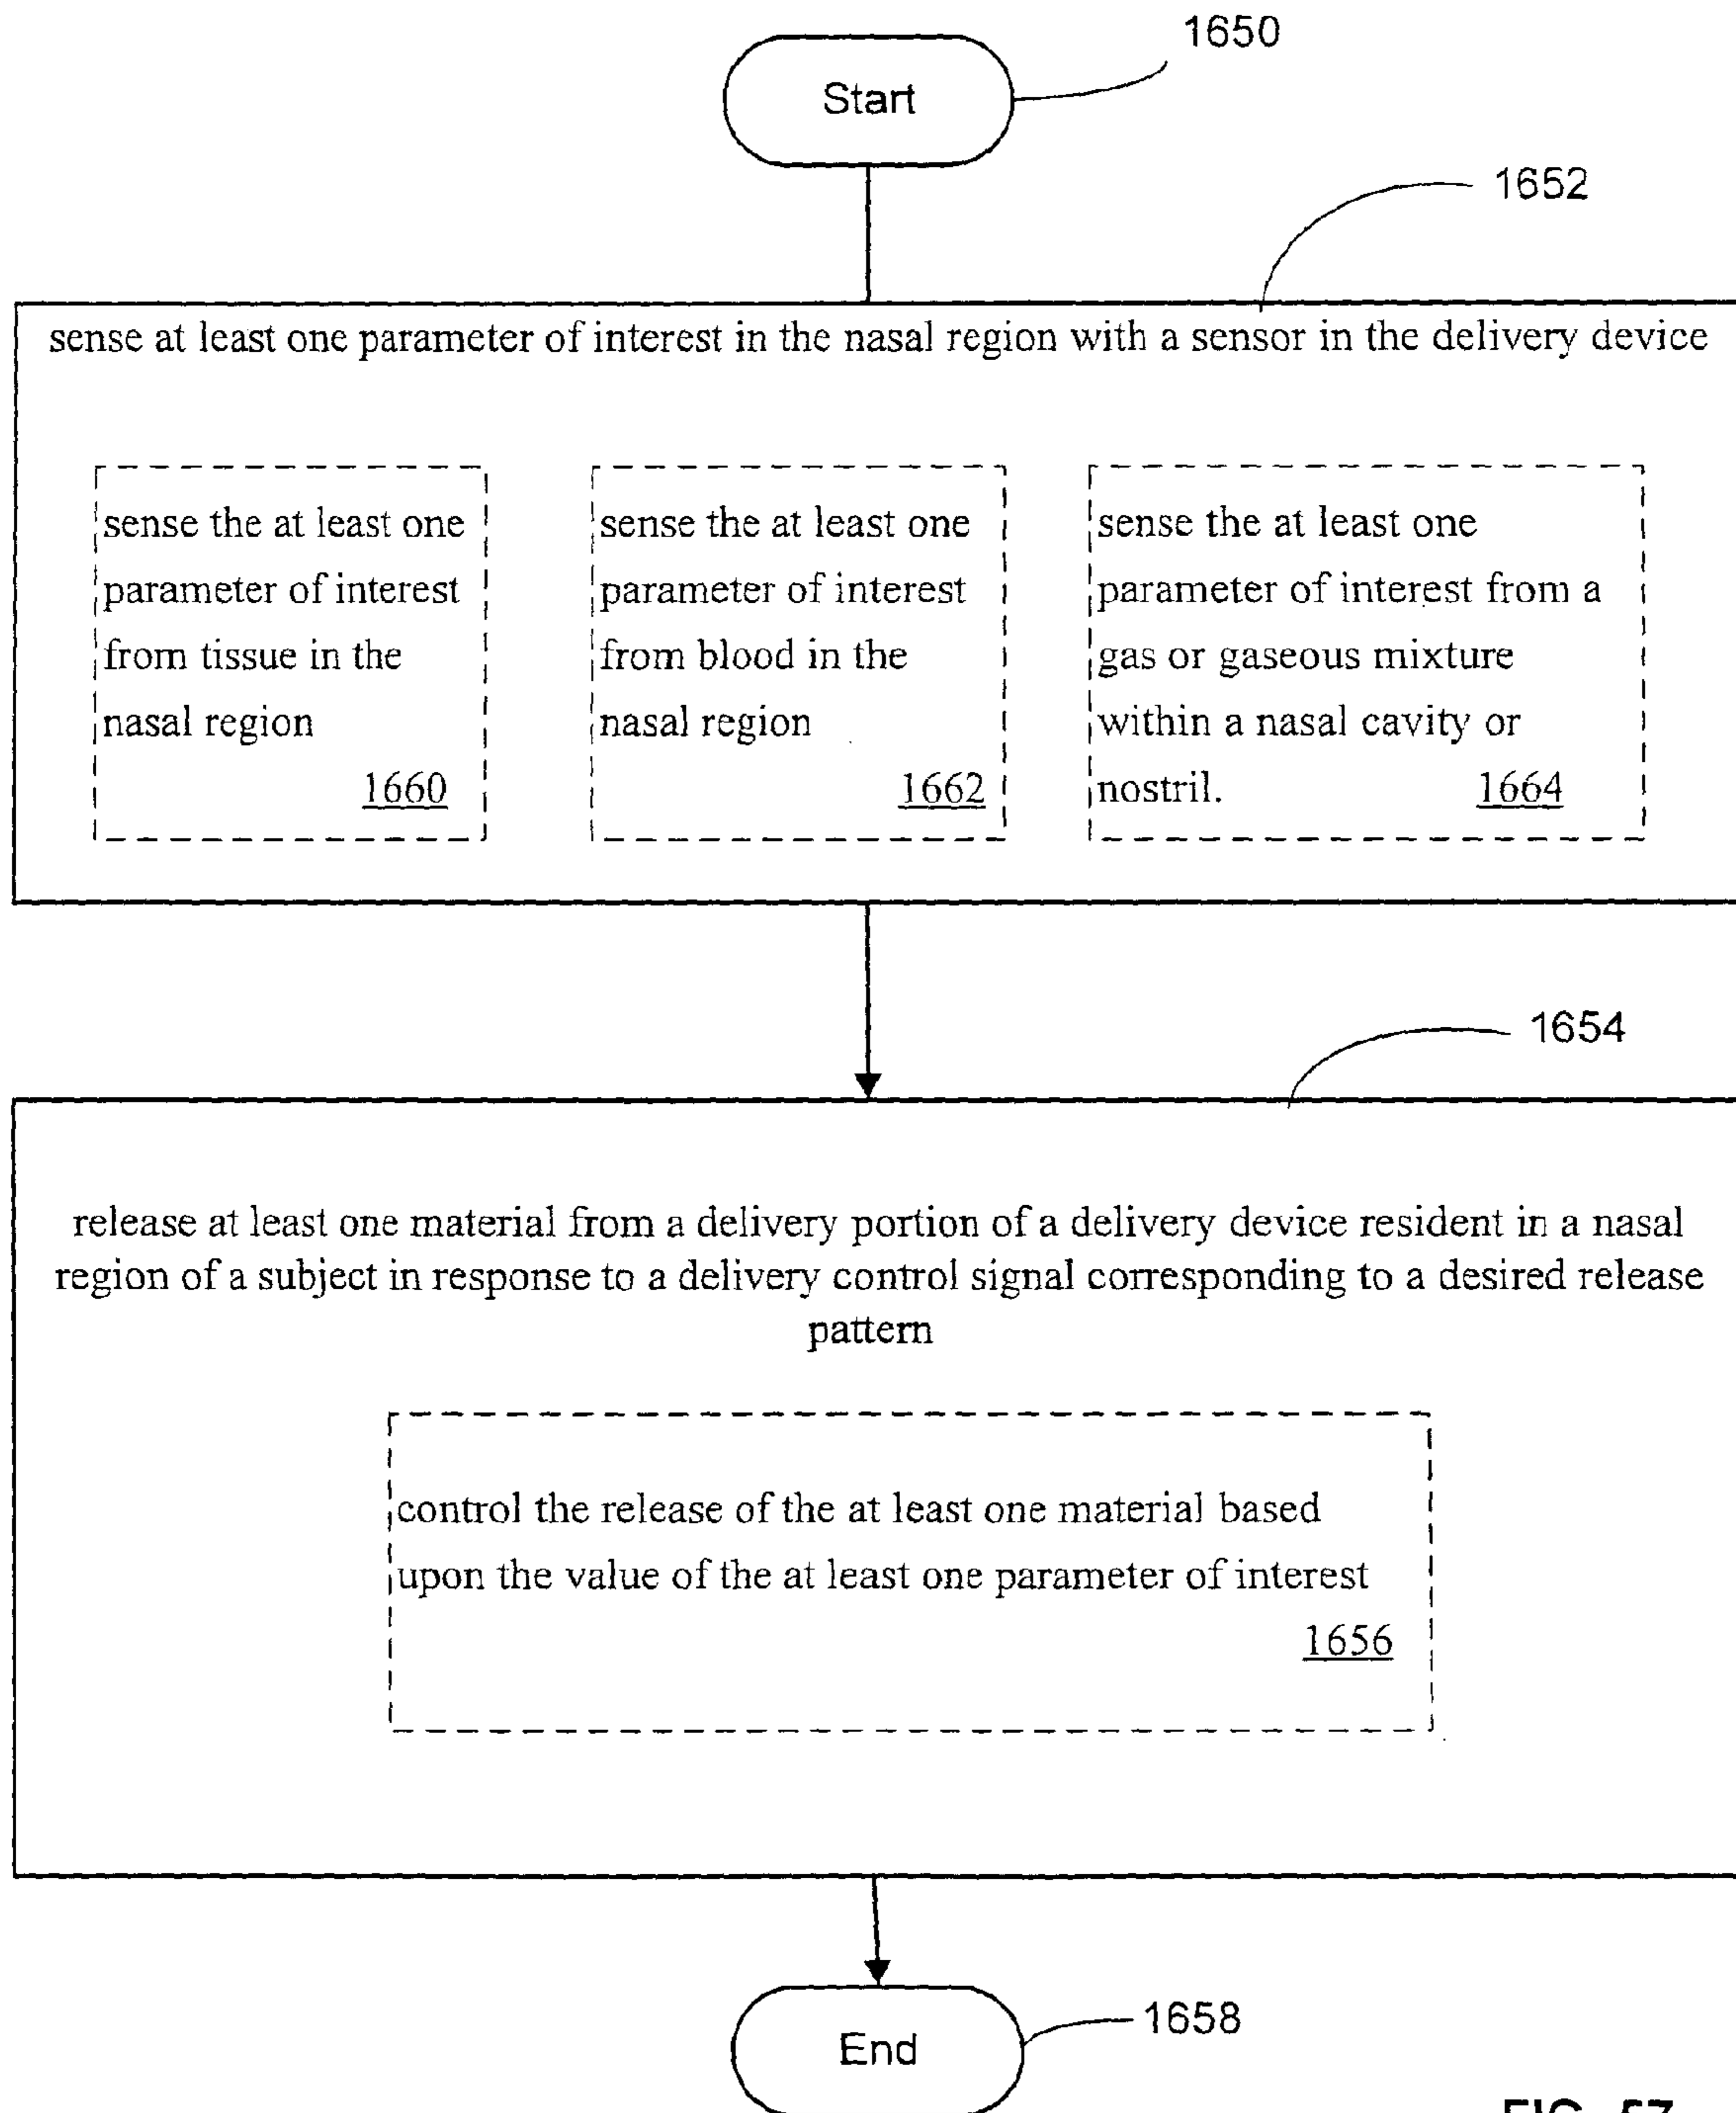 1650
Start
1652
sense at least one parameter of interest in the nasal region with a sensor in the delivery device
sense the at least one
parameter of interest
from tissue in the
nasal region
1660
sense the at least one
parameter of interest
from blood in the
nasal region
1662
sense the at least one
parameter of interest from a
gas or gaseous mixture
within a nasal cavity or
nostril.
1664
1654
release at least one material from a delivery portion of a delivery device resident in a nasal
region of a subject in response to a delivery control signal corresponding to a desired release
pattern
control the release of the at least one material based
upon the value of the at least one parameter of interest
1656
1658
End
FIG. 57